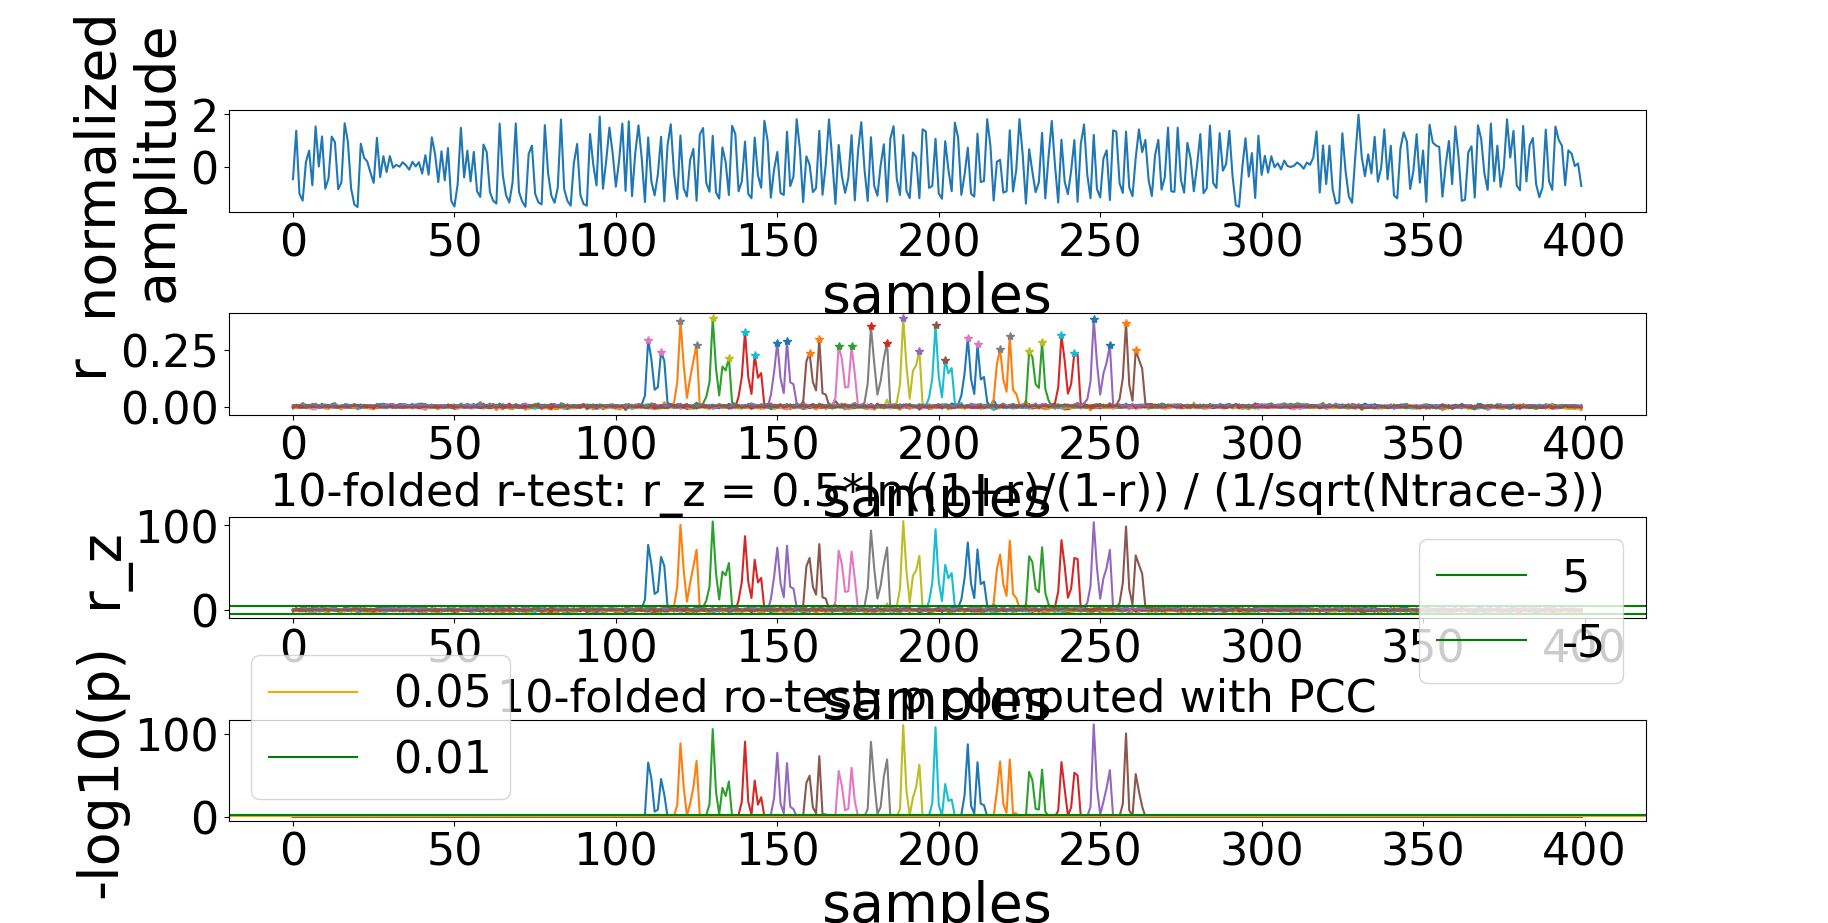 normalized
amplitude
2
0
0 50 100 150 200 250 300 350 400
samples
r
0.25
0.00
0 50 100 150 200 250 300 350 400
samples
10-folded r-test: r_z = 0.5*ln((1+r)/(1-r)) / (1/sqrt(Ntrace-3))
r_z
100
0
5
-5
0 50 100 150 200 250 300 350 400
samples
10-folded ro-test: p computed with PCC
-log10(p)
100
0
0.05
0.01
0 50 100 150 200 250 300 350 400
samples